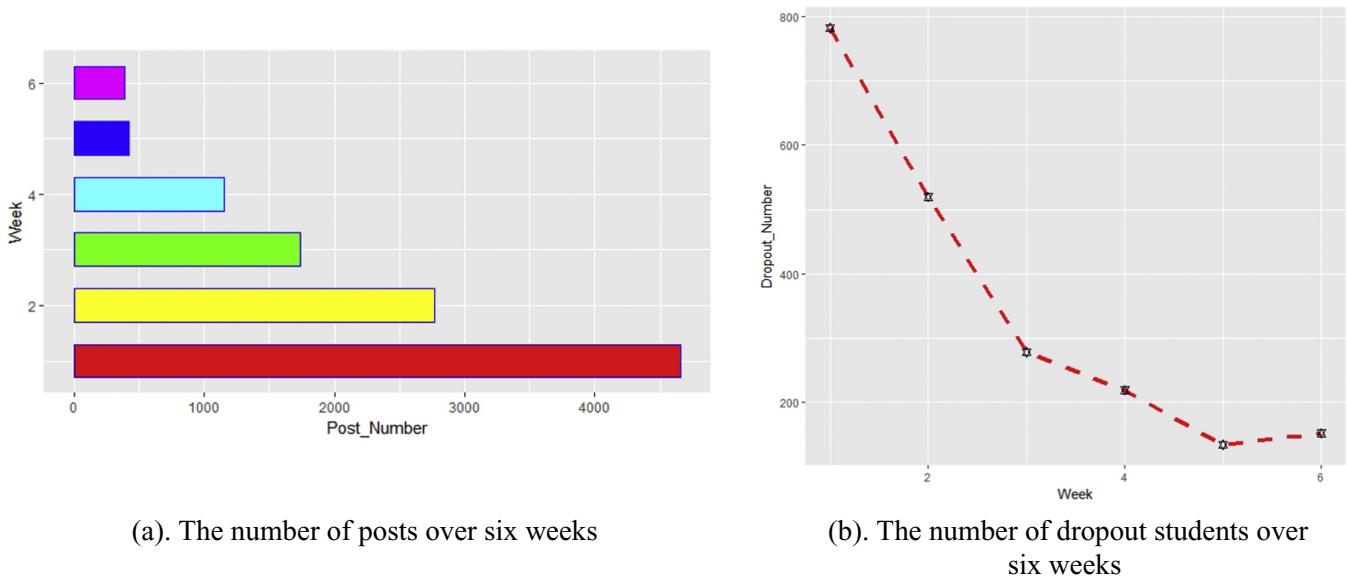 6
4
2
Week
0 1000 2000 3000 4000
Post_Number
(a). The number of posts over six weeks
800
600
400
200
Dropout_Number
2 4 6
Week
(b). The number of dropout students over
six weeks